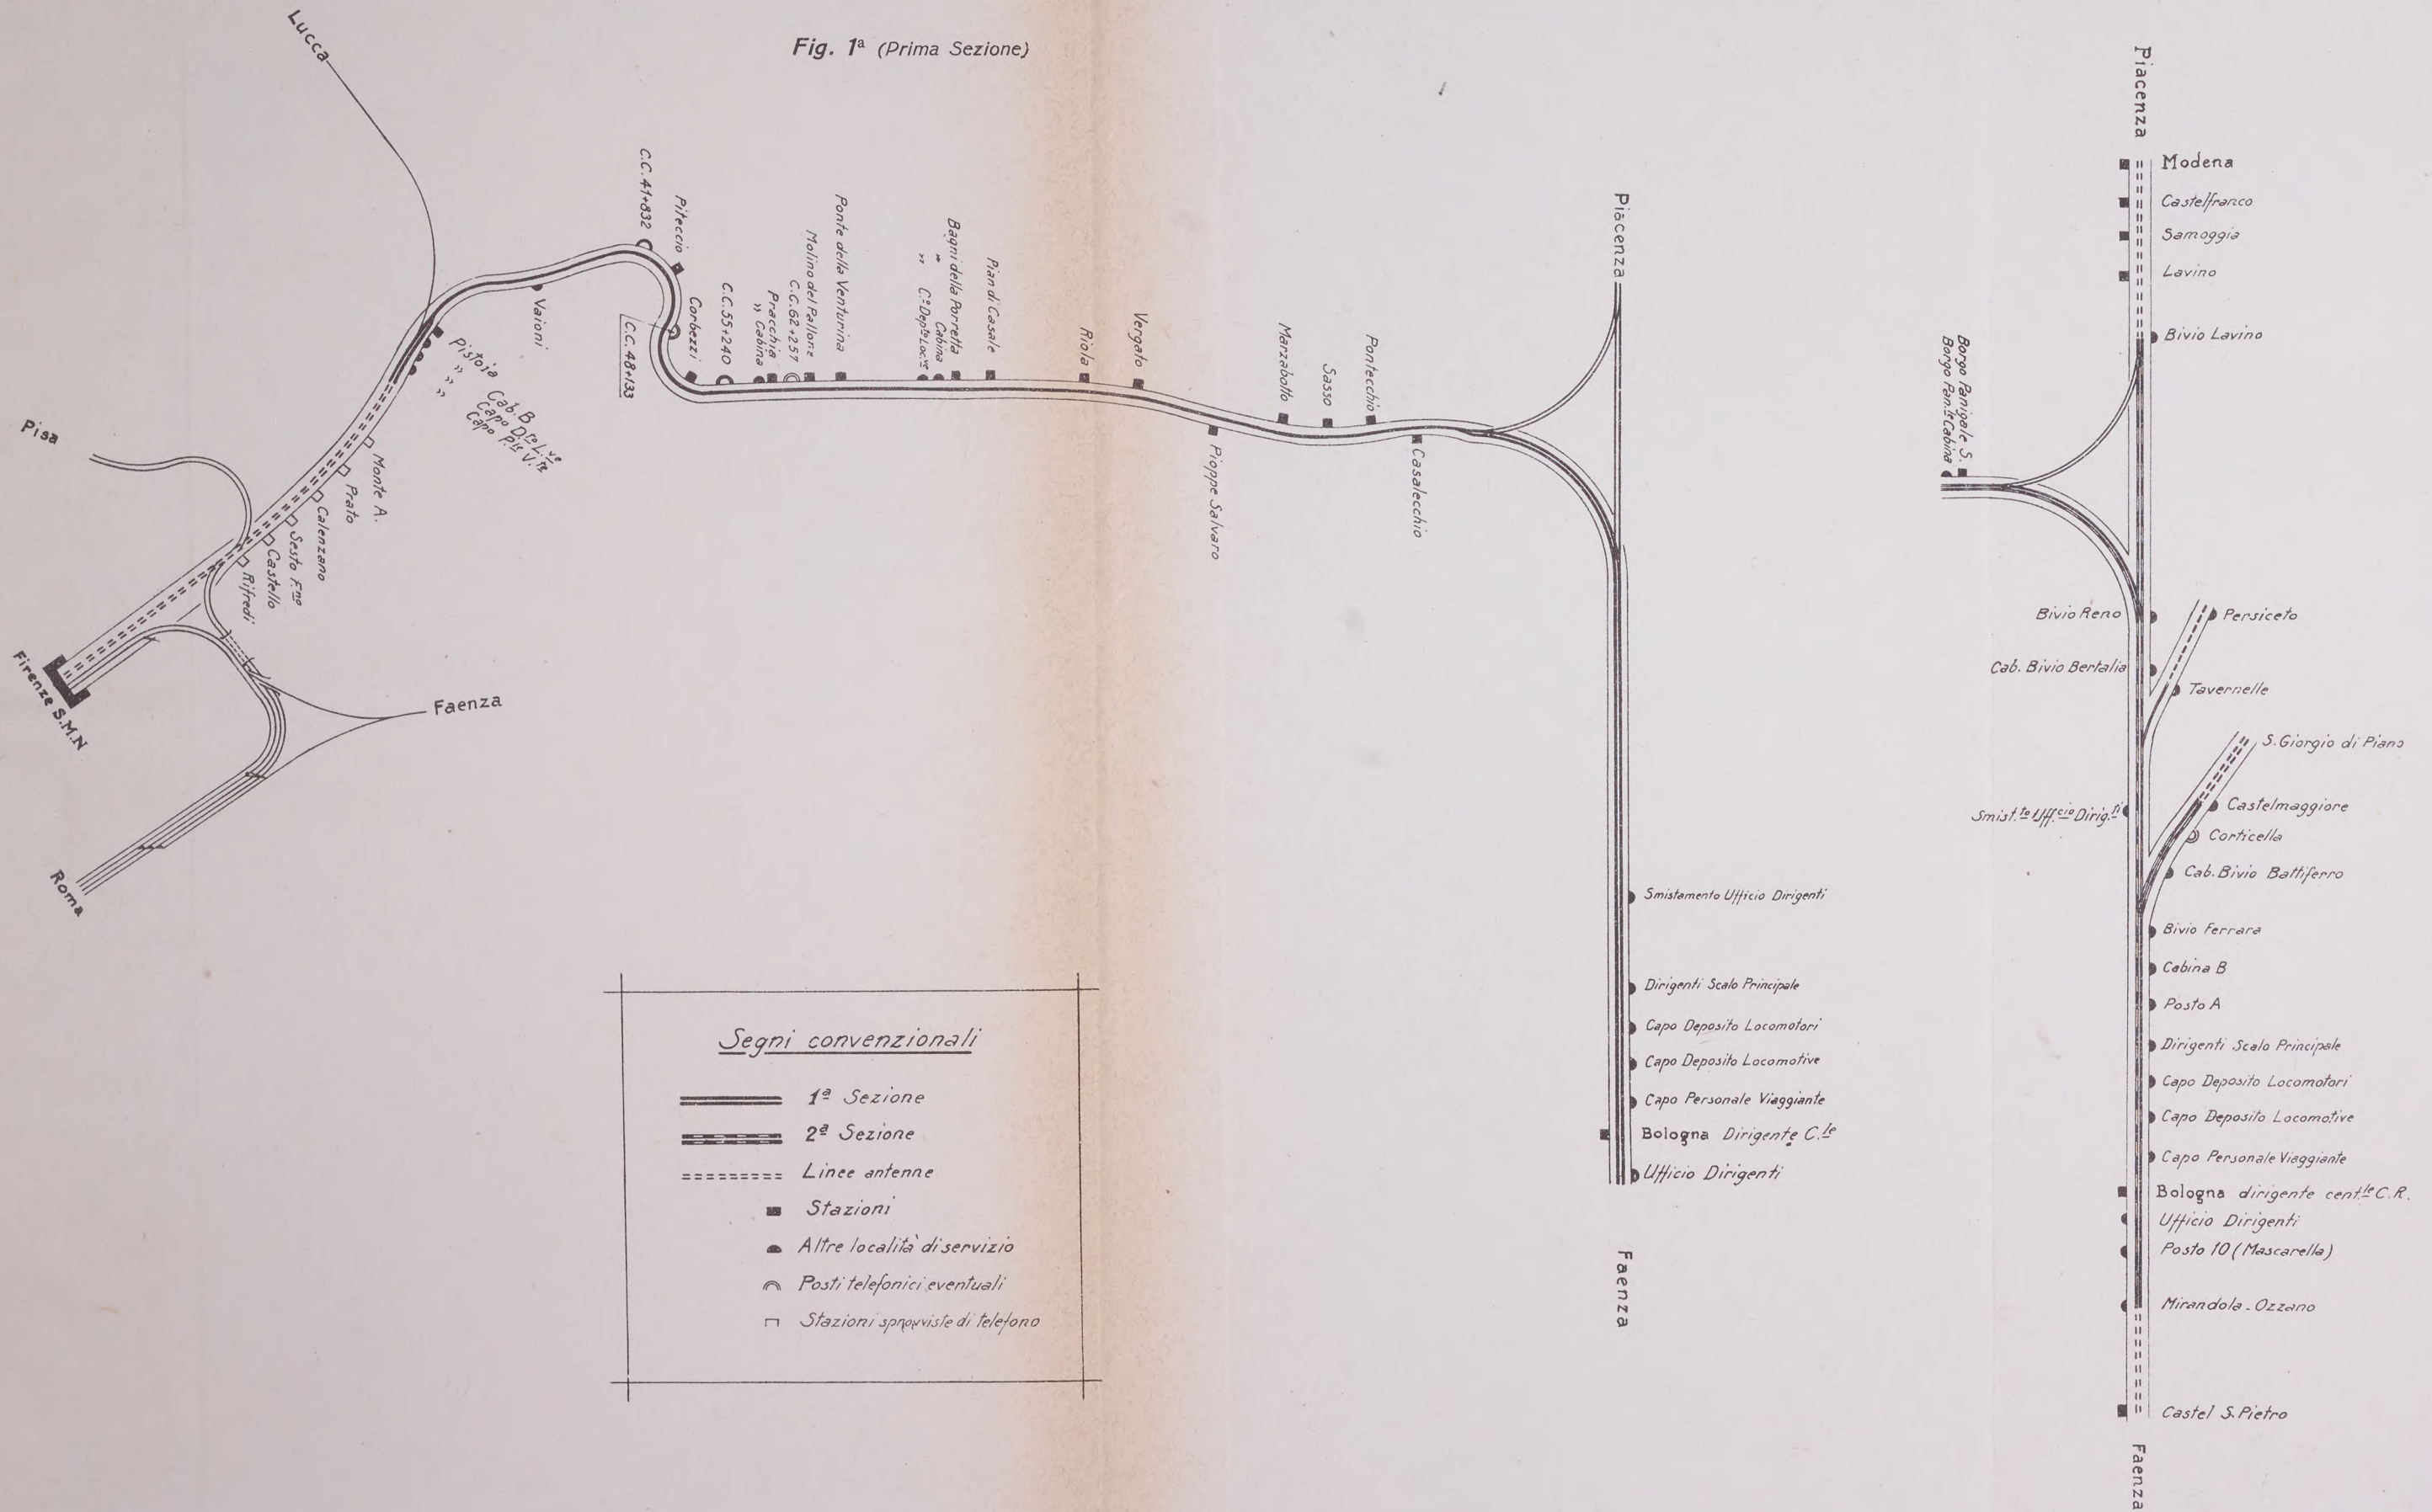 Fig. 1ª (Prima Sezione)
Lucca
Pisa
Firenze S.M.N
Roma
Faenza
Rifredi
Castello
Sesto F.no
Calenzano
Prato
Monte A.
Pistoia
" Cab. B
" Capo D.to L.ve
" Capo P.le V.te
Vaioni
C.C. 41+832
Piteccio
C.C. 48+133
Corbezzi
C.C. 55+240
" Cabina
Pracchia
C.C. 62+257
Molino del Pallone
Ponte della Venturina
" C.º Dep.to Loc.ve
" Cabina
Bagni della Porretta
Pian di Casale
Riola
Vergato
Pioppe Salvaro
Marzabotto
Sasso
Pontecchio
Casalecchio
Piacenza
Smistamento Ufficio Dirigenti
Dirigenti Scalo Principale
Capo Deposito Locomotori
Capo Deposito Locomotive
Capo Personale Viaggiante
Bologna Dirigente C.le
Ufficio Dirigenti
Faenza
Segni convenzionali
1ª Sezione
2ª Sezione
Linee antenne
Stazioni
Altre località di servizio
Posti telefonici eventuali
Stazioni sprovviste di telefono
Piacenza
Modena
Castelfranco
Samoggia
Lavino
Bivio Lavino
Borgo Panigale S.
Borgo Pan.le Cabina
Bivio Reno
Persiceto
Cab. Bivio Bertalia
Tavernelle
S. Giorgio di Piano
Smist.to Uff.cio Dirig.ti
Castelmaggiore
Corticella
Cab. Bivio Battiferro
Bivio Ferrara
Cabina B
Posto A
Dirigenti Scalo Principale
Capo Deposito Locomotori
Capo Deposito Locomotive
Capo Personale Viaggiante
Bologna dirigente cent.le C.R.
Ufficio Dirigenti
Posto 10 (Mascarella)
Mirandola - Ozzano
Castel S. Pietro
Faenza